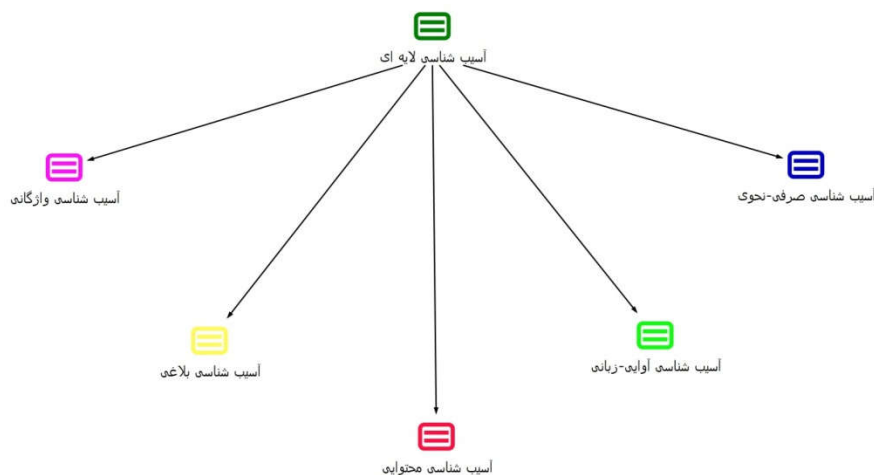 آسیب شناسی لایه ای
آسیب شناسی صرفی-نحوی
آسیب شناسی واژگانی
آسیب شناسی آوایی-زبانی
آسیب شناسی بلاغی
آسیب شناسی محتوایی